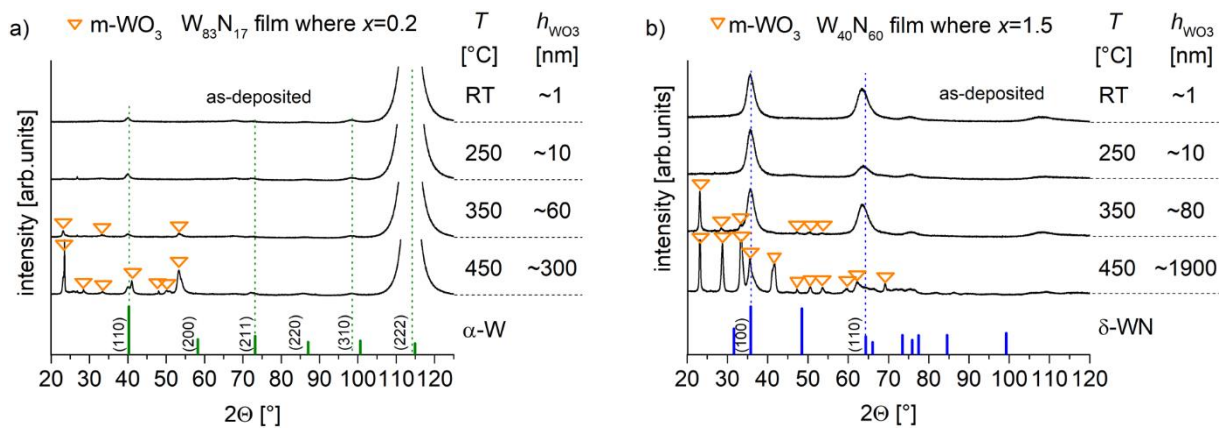 a) ▽ m-WO₃ W₈₃N₁₇ film where x=0.2
T h_WO3
[°C] [nm]
as-deposited RT ~1
250 ~10
350 ~60
450 ~300
α-W
(110) (200) (211) (220) (310) (222)
intensity [arb.units]
20 30 40 50 60 70 80 90 100 110 120
2Θ [°]
b) ▽ m-WO₃ W₄₀N₆₀ film where x=1.5
T h_WO3
[°C] [nm]
as-deposited RT ~1
250 ~10
350 ~80
450 ~1900
δ-WN
(100) (110)
intensity [arb.units]
20 30 40 50 60 70 80 90 100 110 120
2Θ [°]